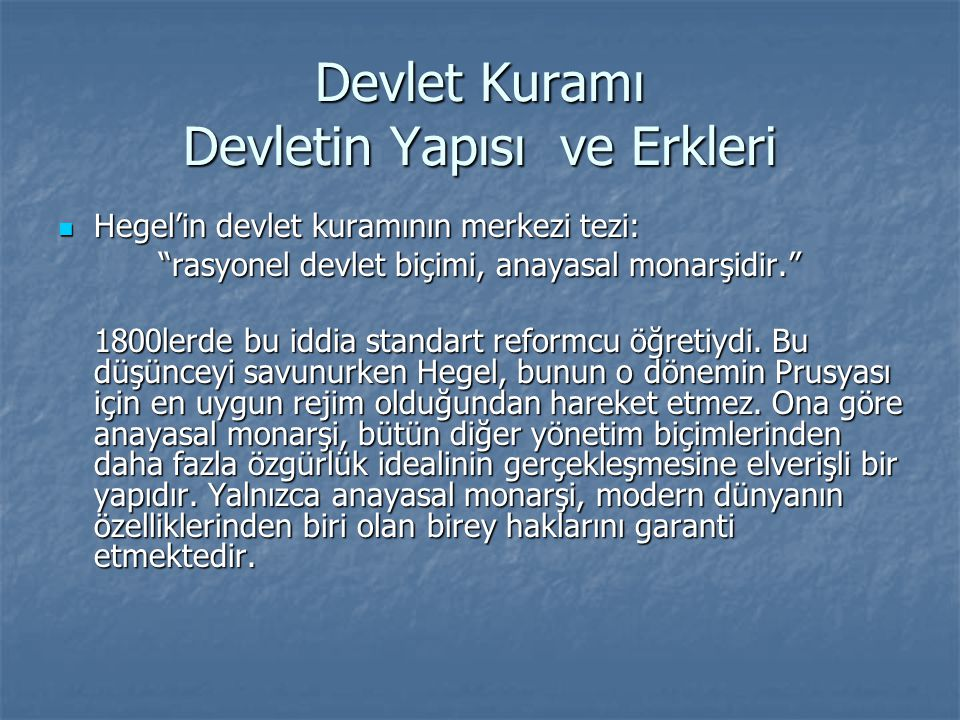 Devlet Kuramı
Devletin Yapısı ve Erkleri
Hegel’in devlet kuramının merkezi tezi:
“rasyonel devlet biçimi, anayasal monarşidir.”
1800lerde bu iddia standart reformcu öğretiydi. Bu
düşünceyi savunurken Hegel, bunun o dönemin Prusyası
için en uygun rejim olduğundan hareket etmez. Ona göre
anayasal monarşi, bütün diğer yönetim biçimlerinden
daha fazla özgürlük idealinin gerçekleşmesine elverişli bir
yapıdır. Yalnızca anayasal monarşi, modern dünyanın
özelliklerinden biri olan birey haklarını garanti
etmektedir.